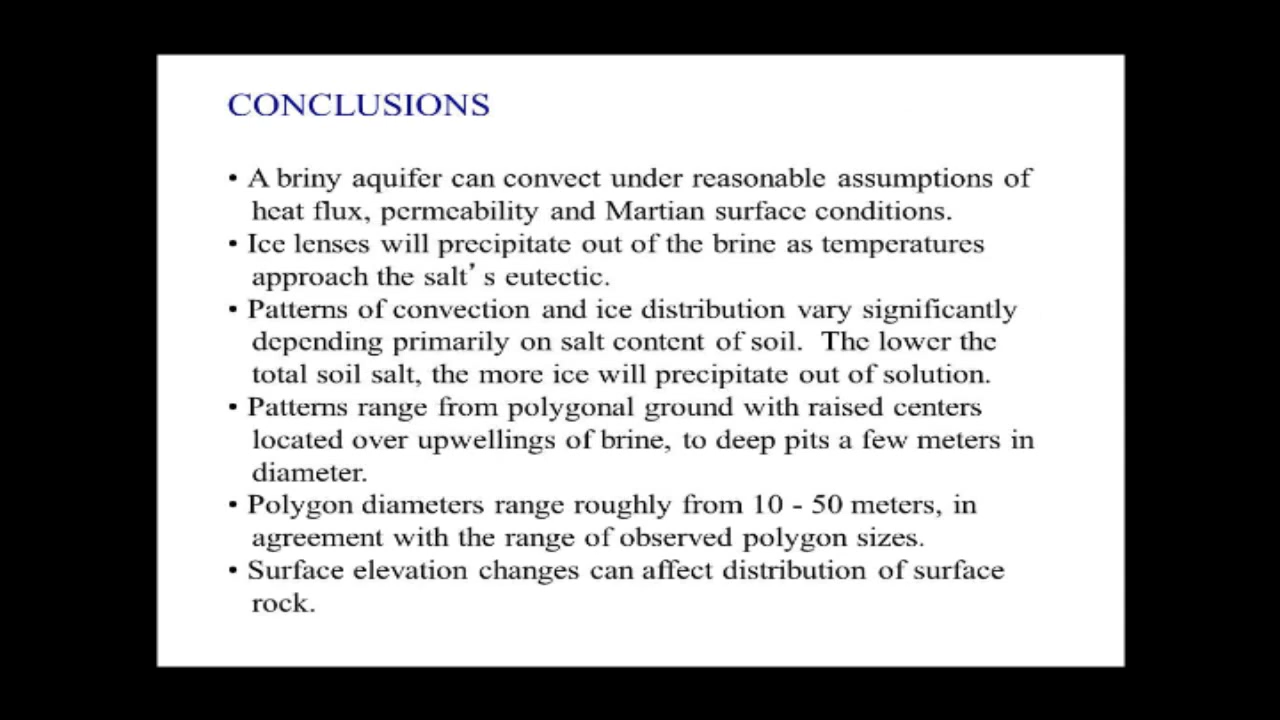 CONCLUSIONS
• A briny aquifer can convect under reasonable assumptions of
heat flux, permeability and Martian surface conditions.
• Ice lenses will precipitate out of the brine as temperatures
approach the salt’s eutectic.
• Patterns of convection and ice distribution vary significantly
depending primarily on salt content of soil. The lower the
total soil salt, the more ice will precipitate out of solution.
• Patterns range from polygonal ground with raised centers
located over upwellings of brine, to deep pits a few meters in
diameter.
• Polygon diameters range roughly from 10 - 50 meters, in
agreement with the range of observed polygon sizes.
• Surface elevation changes can affect distribution of surface
rock.